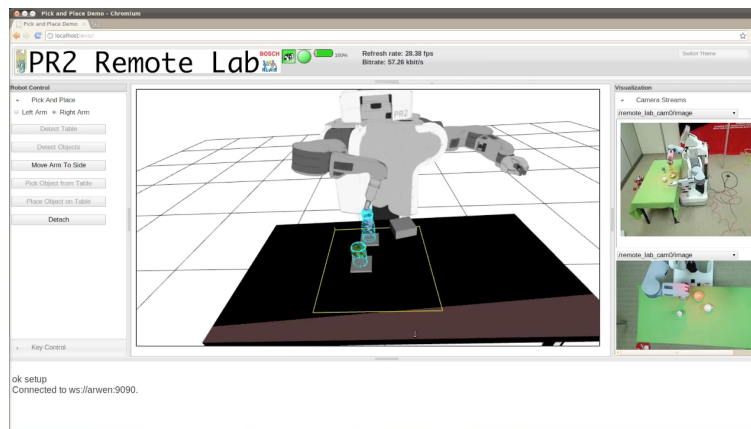 Pick and Place Demo - Chromium
Pick and Place Demo
localhost/wviz/
PR2 Remote Lab
BOSCH
100%
Refresh rate: 28.38 fps
Bitrate: 57.26 kbit/s
Switch Theme
Robot Control
Pick And Place
Left Arm Right Arm
Detect Table
Detect Objects
Move Arm To Side
Pick Object from Table
Place Object on Table
Detach
Key Control
PR2
Visualization
Camera Streams
/remote_lab_cam0/image
/remote_lab_cam0/image
ok setup
Connected to ws://arwen:9090.